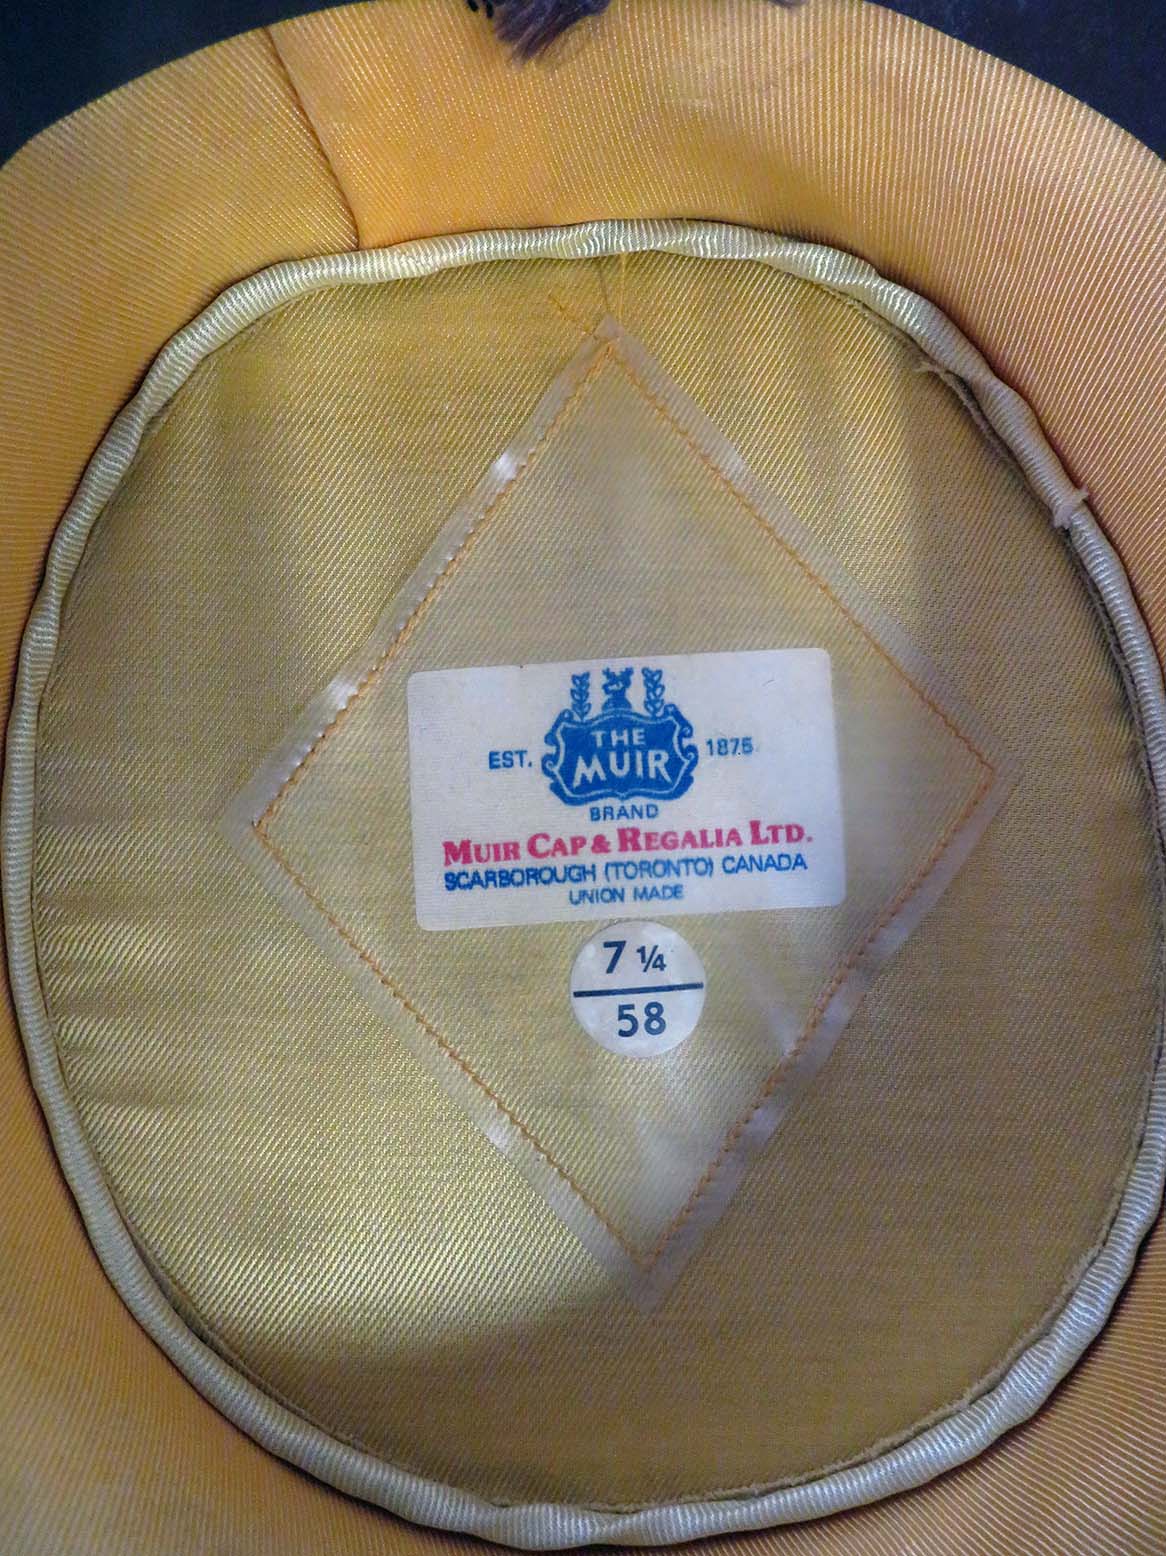 THE
MUIR
EST. 1875
BRAND
MUIR CAP & REGALIA LTD.
SCARBOROUGH (TORONTO) CANADA
UNION MADE
7 1/4
58